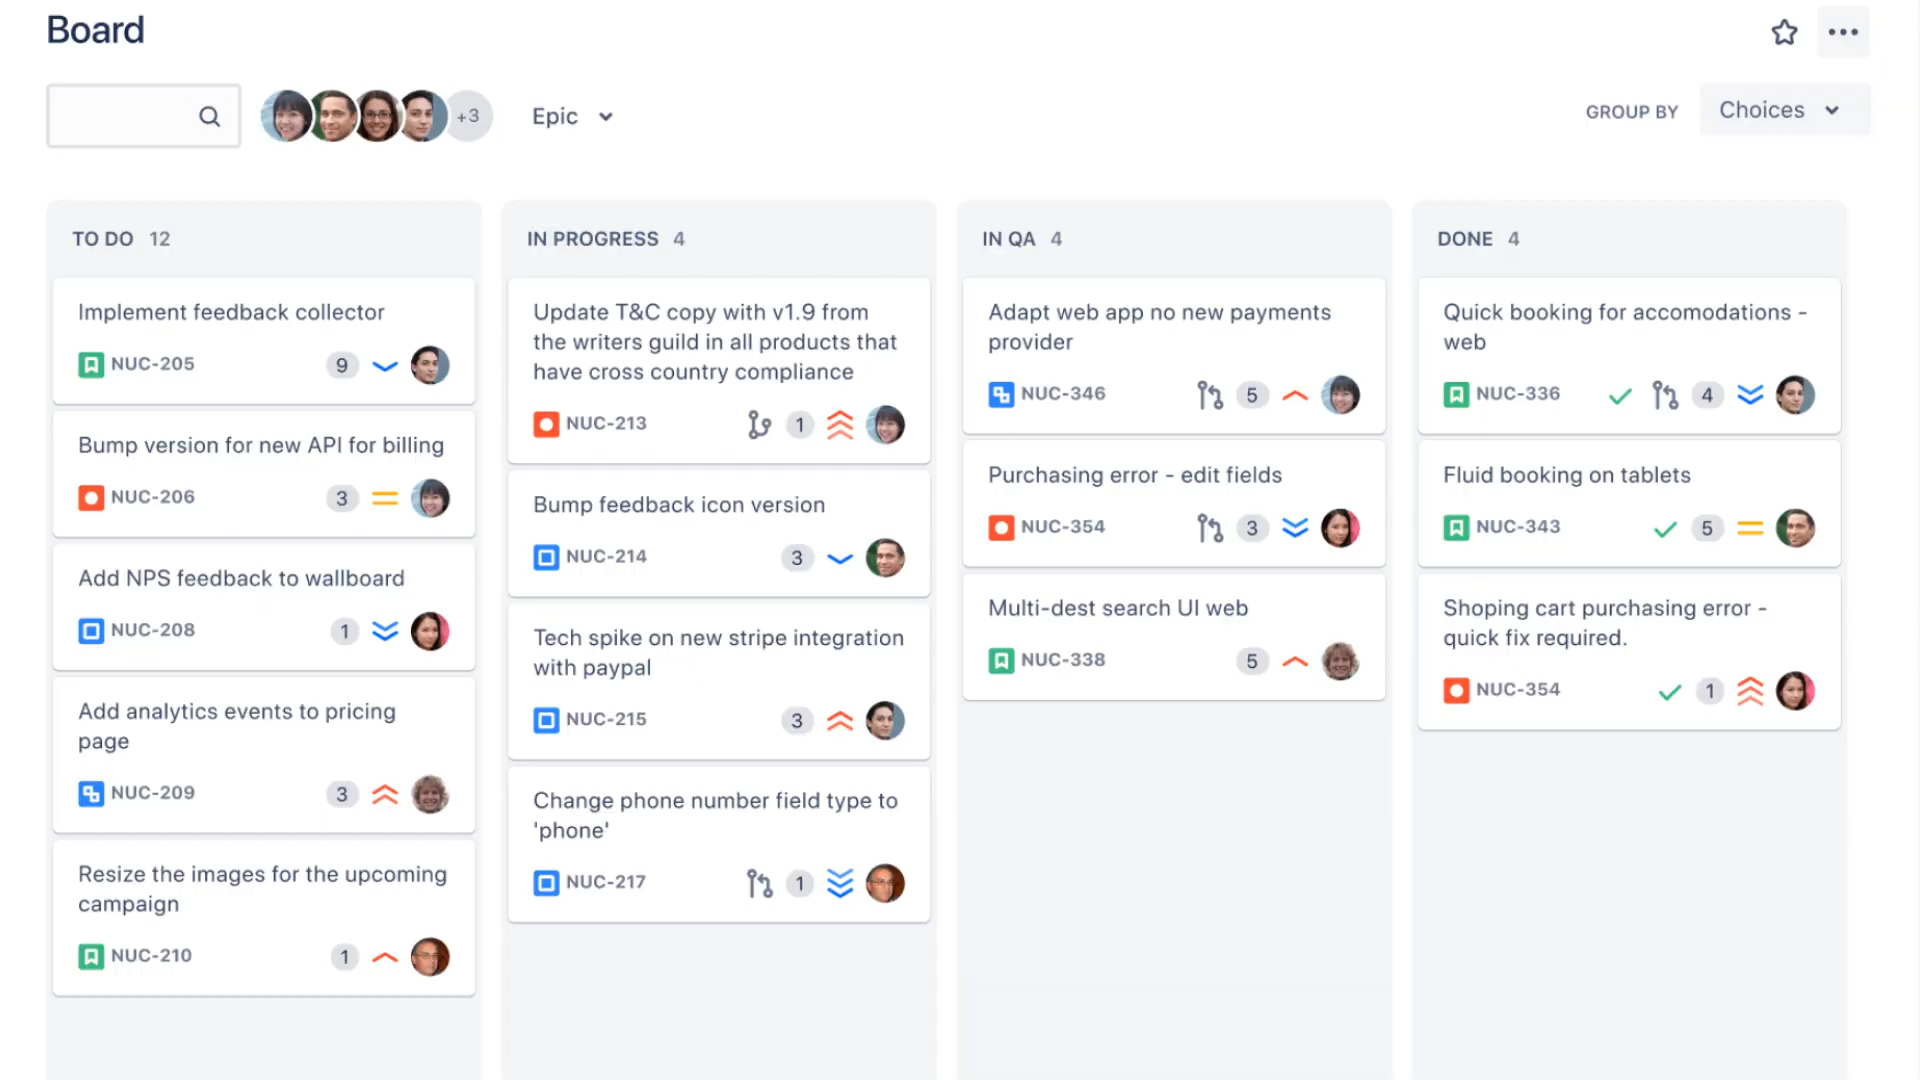 Board
+3
Epic
GROUP BY
Choices
TO DO 12
Implement feedback collector
NUC-205
9
Bump version for new API for billing
NUC-206
3
Add NPS feedback to wallboard
NUC-208
1
Add analytics events to pricing
page
NUC-209
3
Resize the images for the upcoming
campaign
NUC-210
1
IN PROGRESS 4
Update T&C copy with v1.9 from
the writers guild in all products that
have cross country compliance
NUC-213
1
Bump feedback icon version
NUC-214
3
Tech spike on new stripe integration
with paypal
NUC-215
3
Change phone number field type to
'phone'
NUC-217
1
IN QA 4
Adapt web app no new payments
provider
NUC-346
5
Purchasing error - edit fields
NUC-354
3
Multi-dest search UI web
NUC-338
5
DONE 4
Quick booking for accomodations -
web
NUC-336
4
Fluid booking on tablets
NUC-343
5
Shoping cart purchasing error -
quick fix required.
NUC-354
1